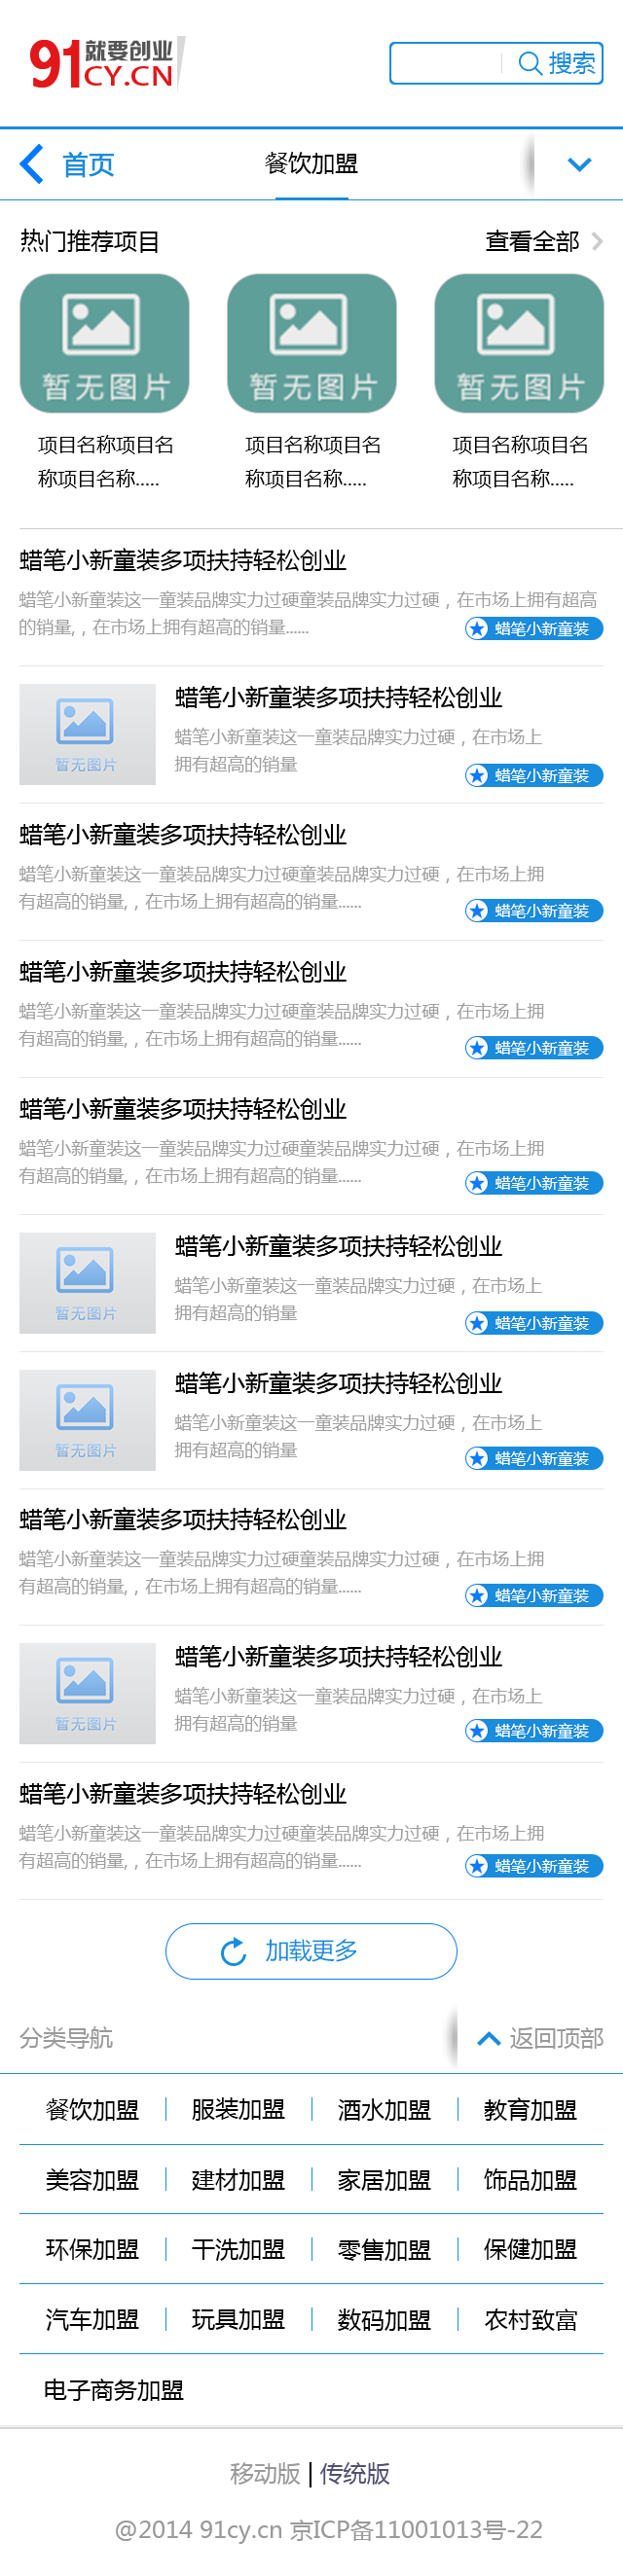 91就要创业
CY.CN
搜索
首页
餐饮加盟
热门推荐项目
查看全部
暂无图片
暂无图片
暂无图片
项目名称项目名
称项目名称.....
项目名称项目名
称项目名称.....
项目名称项目名
称项目名称.....
蜡笔小新童装多项扶持轻松创业
蜡笔小新童装这一童装品牌实力过硬童装品牌实力过硬，在市场上拥有超高
的销量,，在市场上拥有超高的销量......
蜡笔小新童装
暂无图片
蜡笔小新童装多项扶持轻松创业
蜡笔小新童装这一童装品牌实力过硬，在市场上
拥有超高的销量
蜡笔小新童装
蜡笔小新童装多项扶持轻松创业
蜡笔小新童装这一童装品牌实力过硬童装品牌实力过硬，在市场上拥
有超高的销量,，在市场上拥有超高的销量......
蜡笔小新童装
蜡笔小新童装多项扶持轻松创业
蜡笔小新童装这一童装品牌实力过硬童装品牌实力过硬，在市场上拥
有超高的销量,，在市场上拥有超高的销量......
蜡笔小新童装
蜡笔小新童装多项扶持轻松创业
蜡笔小新童装这一童装品牌实力过硬童装品牌实力过硬，在市场上拥
有超高的销量,，在市场上拥有超高的销量......
蜡笔小新童装
暂无图片
蜡笔小新童装多项扶持轻松创业
蜡笔小新童装这一童装品牌实力过硬，在市场上
拥有超高的销量
蜡笔小新童装
暂无图片
蜡笔小新童装多项扶持轻松创业
蜡笔小新童装这一童装品牌实力过硬，在市场上
拥有超高的销量
蜡笔小新童装
蜡笔小新童装多项扶持轻松创业
蜡笔小新童装这一童装品牌实力过硬童装品牌实力过硬，在市场上拥
有超高的销量,，在市场上拥有超高的销量......
蜡笔小新童装
暂无图片
蜡笔小新童装多项扶持轻松创业
蜡笔小新童装这一童装品牌实力过硬，在市场上
拥有超高的销量
蜡笔小新童装
蜡笔小新童装多项扶持轻松创业
蜡笔小新童装这一童装品牌实力过硬童装品牌实力过硬，在市场上拥
有超高的销量,，在市场上拥有超高的销量......
蜡笔小新童装
加载更多
分类导航
返回顶部
餐饮加盟 服装加盟 酒水加盟 教育加盟
美容加盟 建材加盟 家居加盟 饰品加盟
环保加盟 干洗加盟 零售加盟 保健加盟
汽车加盟 玩具加盟 数码加盟 农村致富
电子商务加盟
移动版 | 传统版
@2014 91cy.cn 京ICP备11001013号-22